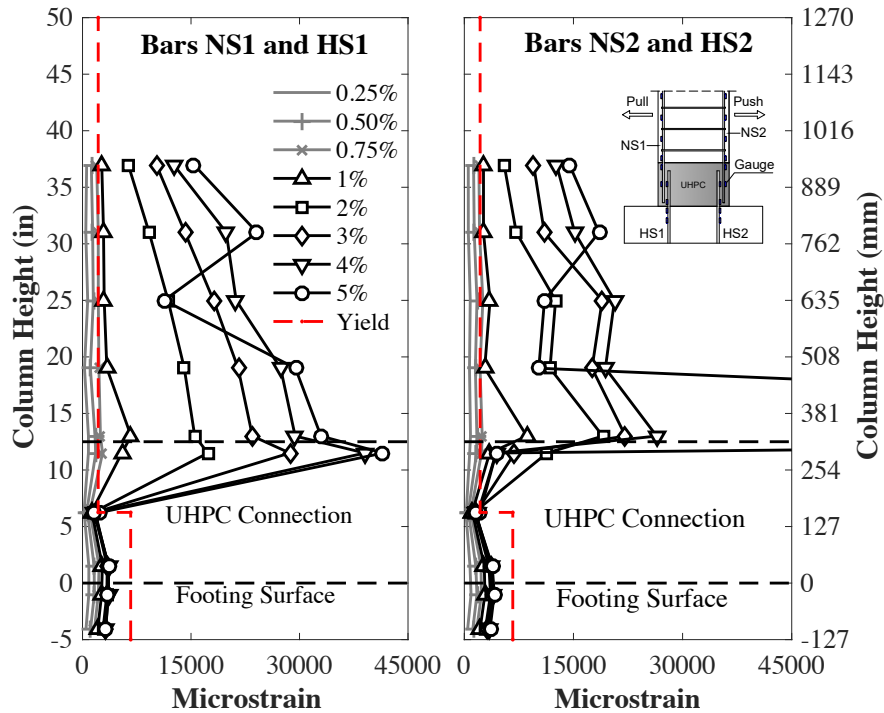 Bars NS1 and HS1
50
45
40
35
30
25
20
15
10
5
0
-5
Column Height (in)
0.25%
0.50%
0.75%
1%
2%
3%
4%
5%
Yield
UHPC Connection
Footing Surface
0
15000
30000
45000
Microstrain
Bars NS2 and HS2
Pull
Push
NS1
NS2
Gauge
UHPC
HS1
HS2
UHPC Connection
Footing Surface
0
15000
30000
45000
Microstrain
1270
1143
1016
889
762
635
508
381
254
127
0
-127
Column Height (mm)